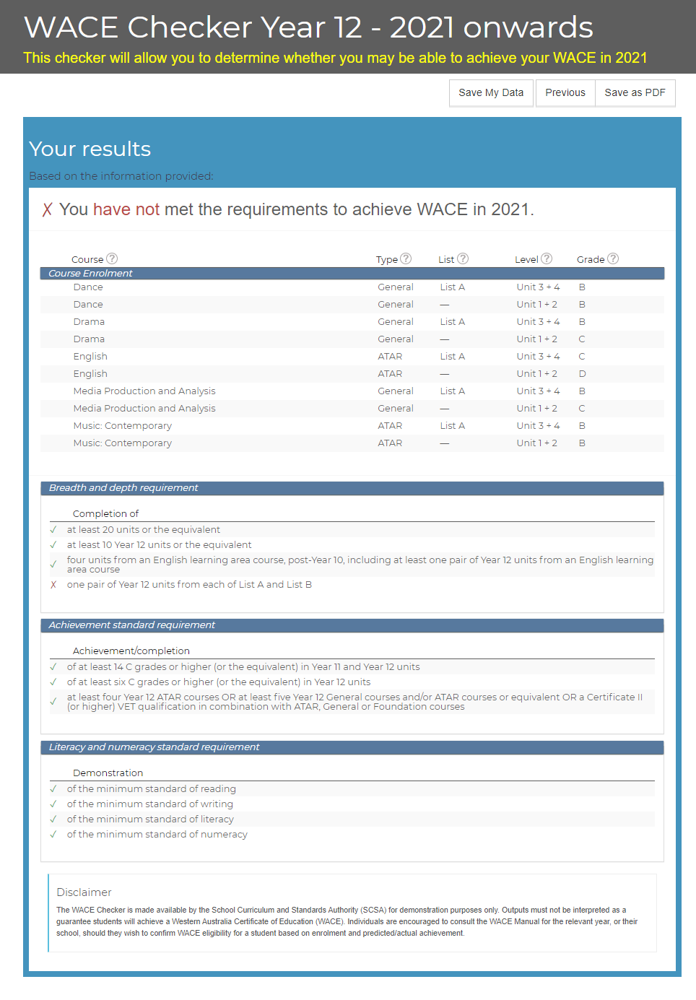 WACE Checker Year 12 - 2021 onwards
This checker will allow you to determine whether you may be able to achieve your WACE in 2021
Save My Data Previous Save as PDF
Your results
Based on the information provided:
✗ You have not met the requirements to achieve WACE in 2021.
Course ? Type ? List ? Level ? Grade ?
Course Enrolment
Dance General List A Unit 3 + 4 B
Dance General — Unit 1 + 2 B
Drama General List A Unit 3 + 4 B
Drama General — Unit 1 + 2 C
English ATAR List A Unit 3 + 4 C
English ATAR — Unit 1 + 2 D
Media Production and Analysis General List A Unit 3 + 4 B
Media Production and Analysis General — Unit 1 + 2 C
Music: Contemporary ATAR List A Unit 3 + 4 B
Music: Contemporary ATAR — Unit 1 + 2 B
Breadth and depth requirement
Completion of
✓ at least 20 units or the equivalent
✓ at least 10 Year 12 units or the equivalent
✓ four units from an English learning area course, post-Year 10, including at least one pair of Year 12 units from an English learning
area course
✗ one pair of Year 12 units from each of List A and List B
Achievement standard requirement
Achievement/completion
✓ of at least 14 C grades or higher (or the equivalent) in Year 11 and Year 12 units
✓ of at least six C grades or higher (or the equivalent) in Year 12 units
✓ at least four Year 12 ATAR courses OR at least five Year 12 General courses and/or ATAR courses or equivalent OR a Certificate II
(or higher) VET qualification in combination with ATAR, General or Foundation courses
Literacy and numeracy standard requirement
Demonstration
✓ of the minimum standard of reading
✓ of the minimum standard of writing
✓ of the minimum standard of literacy
✓ of the minimum standard of numeracy
Disclaimer
The WACE Checker is made available by the School Curriculum and Standards Authority (SCSA) for demonstration purposes only. Outputs must not be interpreted as a
guarantee students will achieve a Western Australia Certificate of Education (WACE). Individuals are encouraged to consult the WACE Manual for the relevant year, or their
school, should they wish to confirm WACE eligibility for a student based on enrolment and predicted/actual achievement.